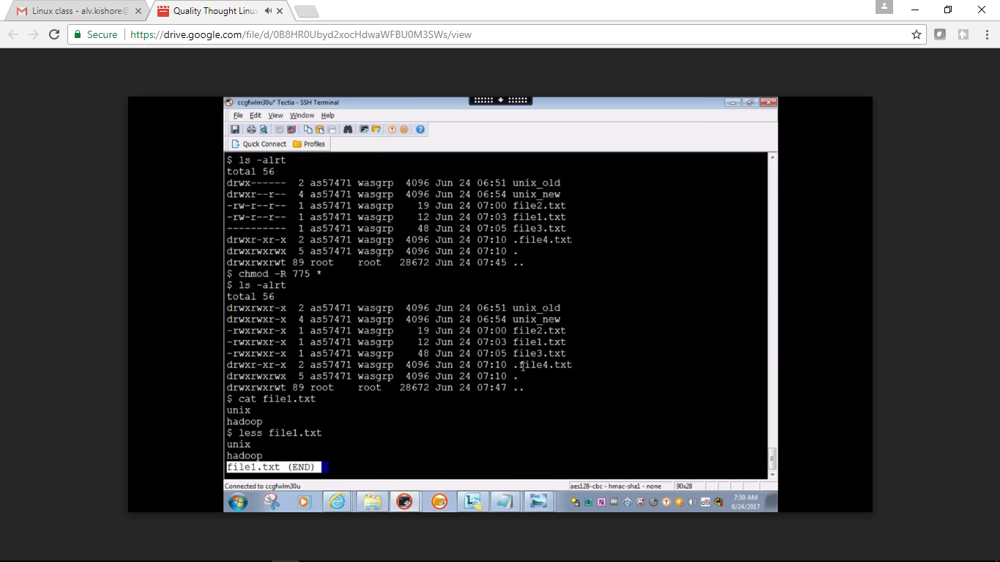 Linux class - alv.kishore@
Quality Thought Linux
Secure
https://drive.google.com/file/d/0B8HR0Ubyd2xocHdwaWFBU0M3SWs/view
ccgfwlm30u* Tectia - SSH Terminal
File Edit View Window Help
Quick Connect Profiles
$ ls -alrt
total 56
drwx------ 2 as57471 wasgrp 4096 Jun 24 06:51 unix_old
drwxr--r-- 4 as57471 wasgrp 4096 Jun 24 06:54 unix_new
-rw-r--r-- 1 as57471 wasgrp 19 Jun 24 07:00 file2.txt
-rw-r--r-- 1 as57471 wasgrp 12 Jun 24 07:03 file1.txt
---------- 1 as57471 wasgrp 48 Jun 24 07:05 file3.txt
drwxr-xr-x 2 as57471 wasgrp 4096 Jun 24 07:10 .file4.txt
drwxrwxrwx 5 as57471 wasgrp 4096 Jun 24 07:10 .
drwxrwxrwt 89 root root 28672 Jun 24 07:45 ..
$ chmod -R 775 *
$ ls -alrt
total 56
drwxrwxr-x 2 as57471 wasgrp 4096 Jun 24 06:51 unix_old
drwxrwxr-x 4 as57471 wasgrp 4096 Jun 24 06:54 unix_new
-rwxrwxr-x 1 as57471 wasgrp 19 Jun 24 07:00 file2.txt
-rwxrwxr-x 1 as57471 wasgrp 12 Jun 24 07:03 file1.txt
-rwxrwxr-x 1 as57471 wasgrp 48 Jun 24 07:05 file3.txt
drwxr-xr-x 2 as57471 wasgrp 4096 Jun 24 07:10 .file4.txt
drwxrwxrwx 5 as57471 wasgrp 4096 Jun 24 07:10 .
drwxrwxrwt 89 root root 28672 Jun 24 07:47 ..
$ cat file1.txt
unix
hadoop
$ less file1.txt
unix
hadoop
file1.txt (END)
Connected to ccgfwlm30u
aes128-cbc - hmac-sha1 - none 90x28
7:50 AM
6/24/2017